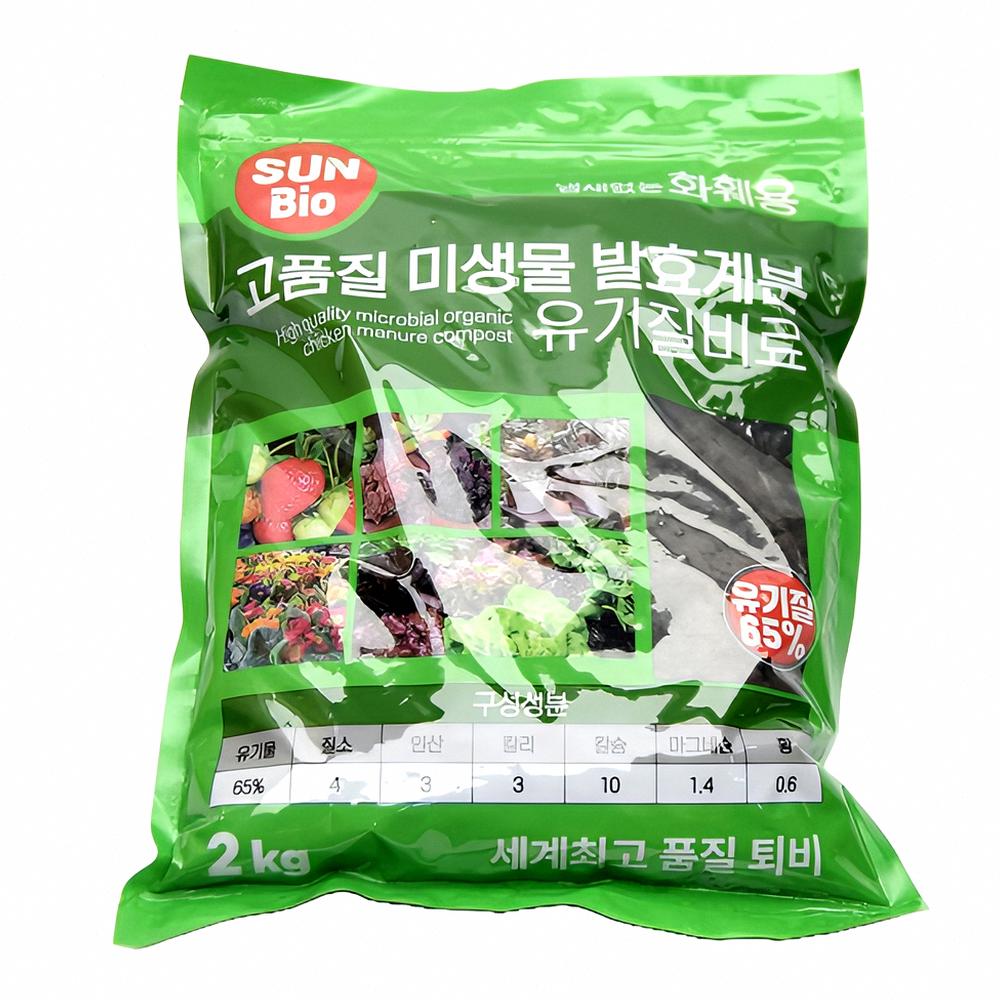 SUN
Bio
냄새없는 화훼용
고품질 미생물 발효계분
High quality microbial organic
chicken manure compost
유기질비료
유기질
65%
구성성분
유기물 질소 인산 칼리 칼슘 마그네슘 황
65% 4 3 3 10 1.4 0.6
2 kg
세계최고 품질 퇴비